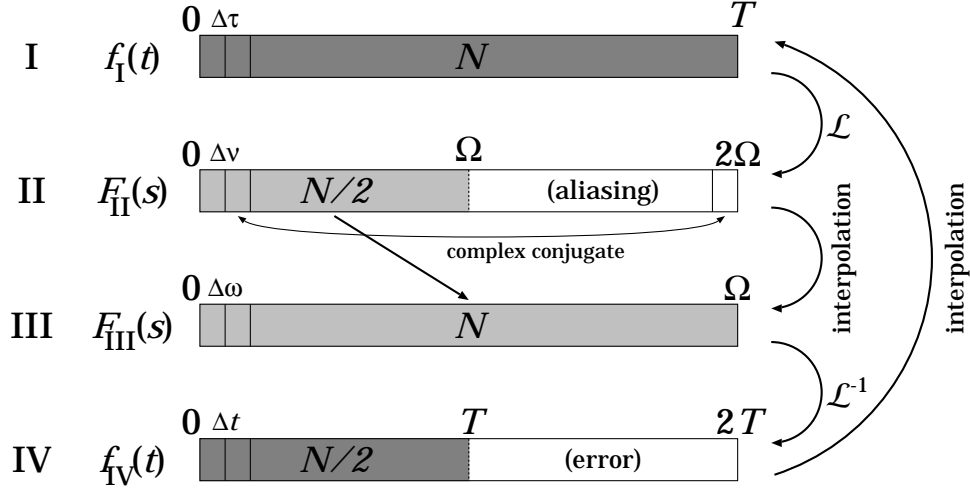 0 Δτ T
I f_I(t) N
ℒ
0 Δν Ω 2Ω
II F_II(s) N/2 (aliasing)
complex conjugate
interpolation
interpolation
0 Δω Ω
III F_III(s) N
ℒ^-1
0 Δt T 2T
IV f_IV(t) N/2 (error)